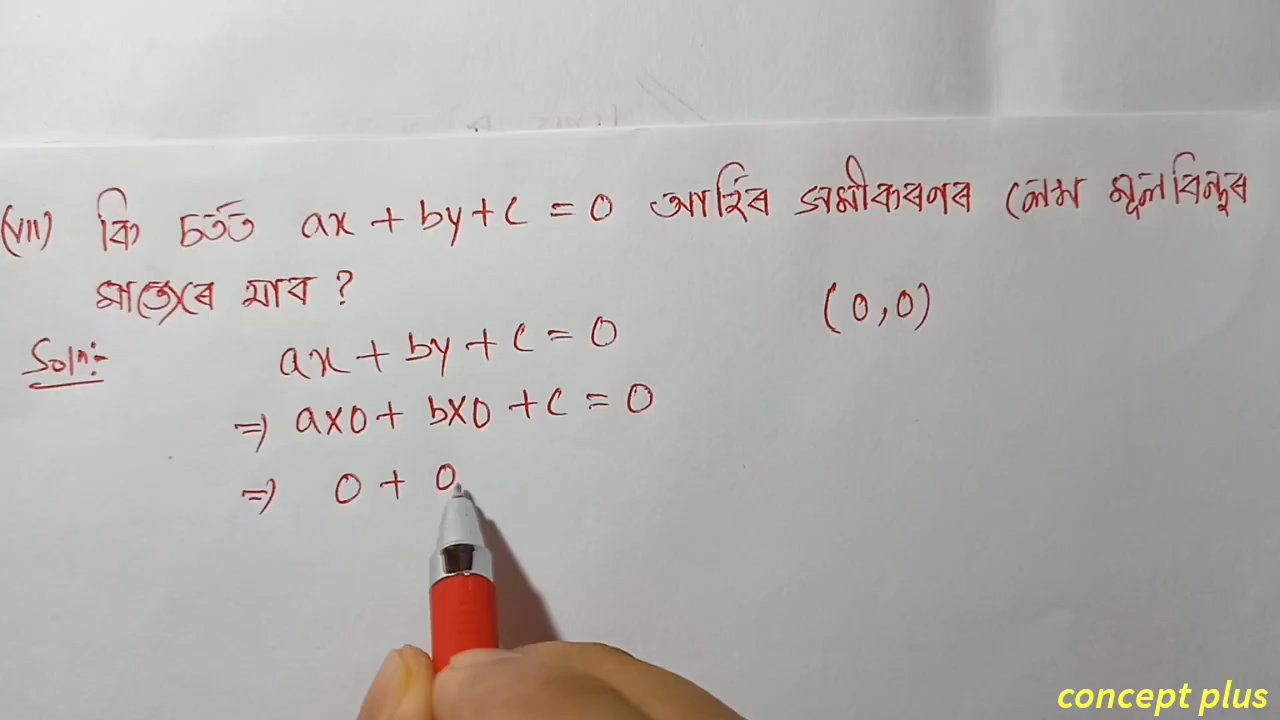 (VII) কি চৰ্তত ax + by + c = 0 আৰ্হিৰ সমীকৰণৰ লেখ মূলবিন্দুৰ
মাজেৰে যাব ?
(0,0)
Soln:- ax + by + c = 0
⇒ a×0 + b×0 + c = 0
⇒ 0 + 0
concept plus